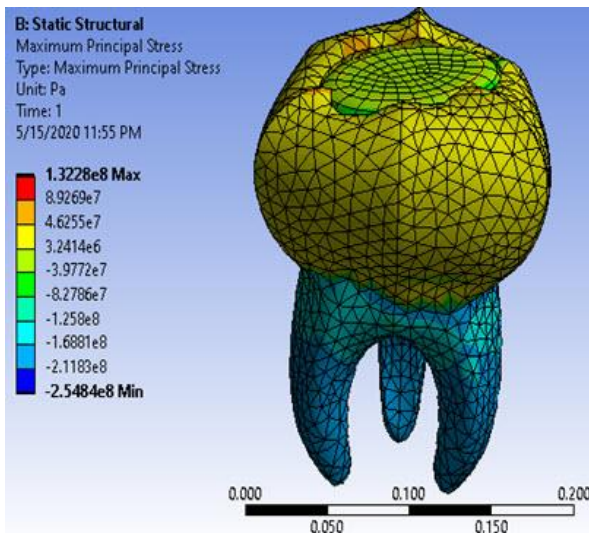 B: Static Structural
Maximum Principal Stress
Type: Maximum Principal Stress
Unit: Pa
Time: 1
5/15/2020 11:55 PM
1.3228e8 Max
8.9269e7
4.6255e7
3.2414e6
-3.9772e7
-8.2786e7
-1.258e8
-1.6881e8
-2.1183e8
-2.5484e8 Min
0.000 0.100 0.200
0.050 0.150